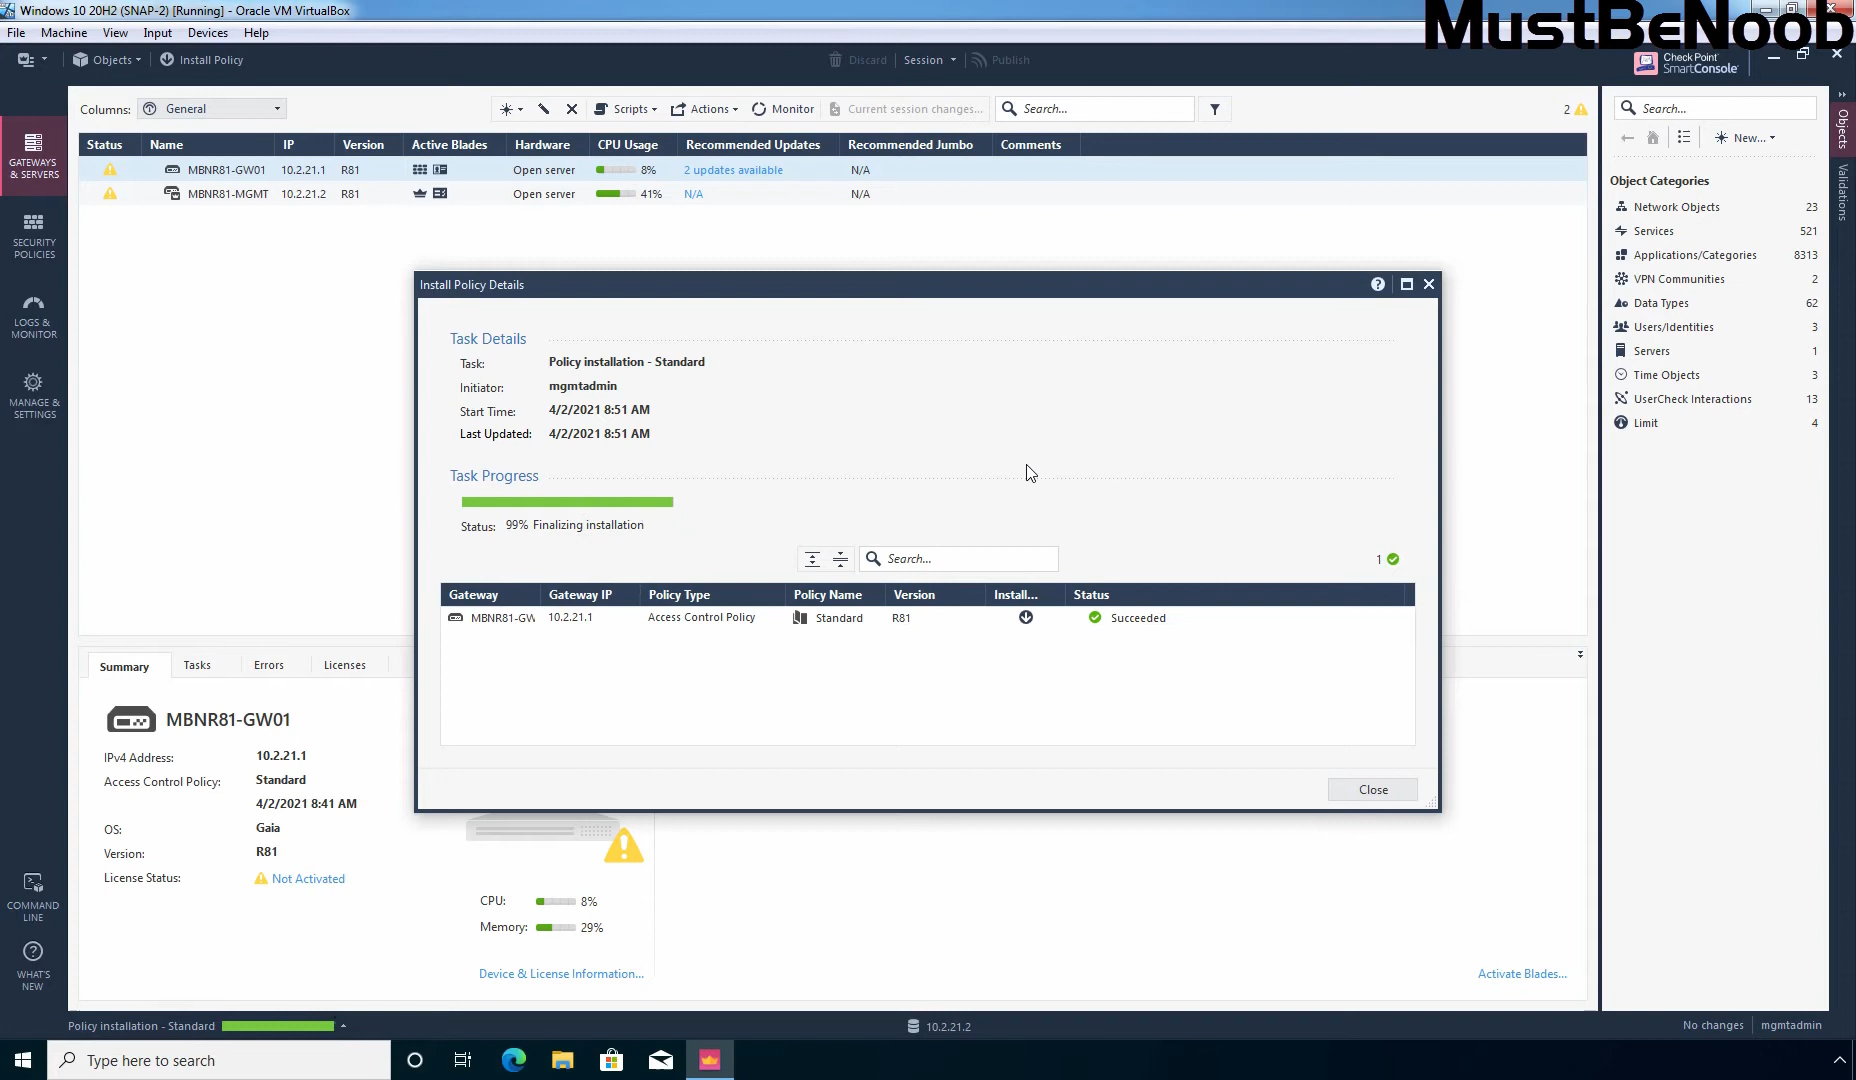 Windows 10 20H2 (SNAP-2) [Running] - Oracle VM VirtualBox
MustBeNoob
File Machine View Input Devices Help
Objects Install Policy Discard Session Publish
Check Point
SmartConsole
Columns: General Scripts Actions Monitor Current session changes... Search... 2
Search...
New...
Status Name IP Version Active Blades Hardware CPU Usage Recommended Updates Recommended Jumbo Comments
MBNR81-GW01 10.2.21.1 R81 Open server 8% 2 updates available N/A
MBNR81-MGMT 10.2.21.2 R81 Open server 41% N/A N/A
GATEWAYS
& SERVERS
SECURITY
POLICIES
LOGS &
MONITOR
MANAGE &
SETTINGS
COMMAND
LINE
WHAT'S
NEW
Install Policy Details
Task Details
Task: Policy installation - Standard
Initiator: mgmtadmin
Start Time: 4/2/2021 8:51 AM
Last Updated: 4/2/2021 8:51 AM
Task Progress
Status: 99% Finalizing installation
Search... 1
Gateway Gateway IP Policy Type Policy Name Version Install... Status
MBNR81-GW 10.2.21.1 Access Control Policy Standard R81 Succeeded
Close
Summary Tasks Errors Licenses
MBNR81-GW01
IPv4 Address: 10.2.21.1
Access Control Policy: Standard
4/2/2021 8:41 AM
OS: Gaia
Version: R81
License Status: Not Activated
CPU: 8%
Memory: 29%
Device & License Information...
Activate Blades...
Object Categories
Network Objects 23
Services 521
Applications/Categories 8313
VPN Communities 2
Data Types 62
Users/Identities 3
Servers 1
Time Objects 3
UserCheck Interactions 13
Limit 4
Objects
Validations
Policy installation - Standard 10.2.21.2 No changes mgmtadmin
Type here to search